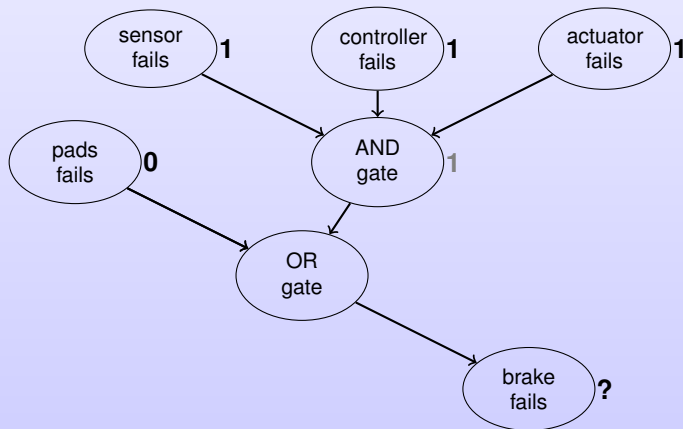 sensor
fails
1
controller
fails
1
actuator
fails
1
pads
fails
0
AND
gate
1
OR
gate
brake
fails
?